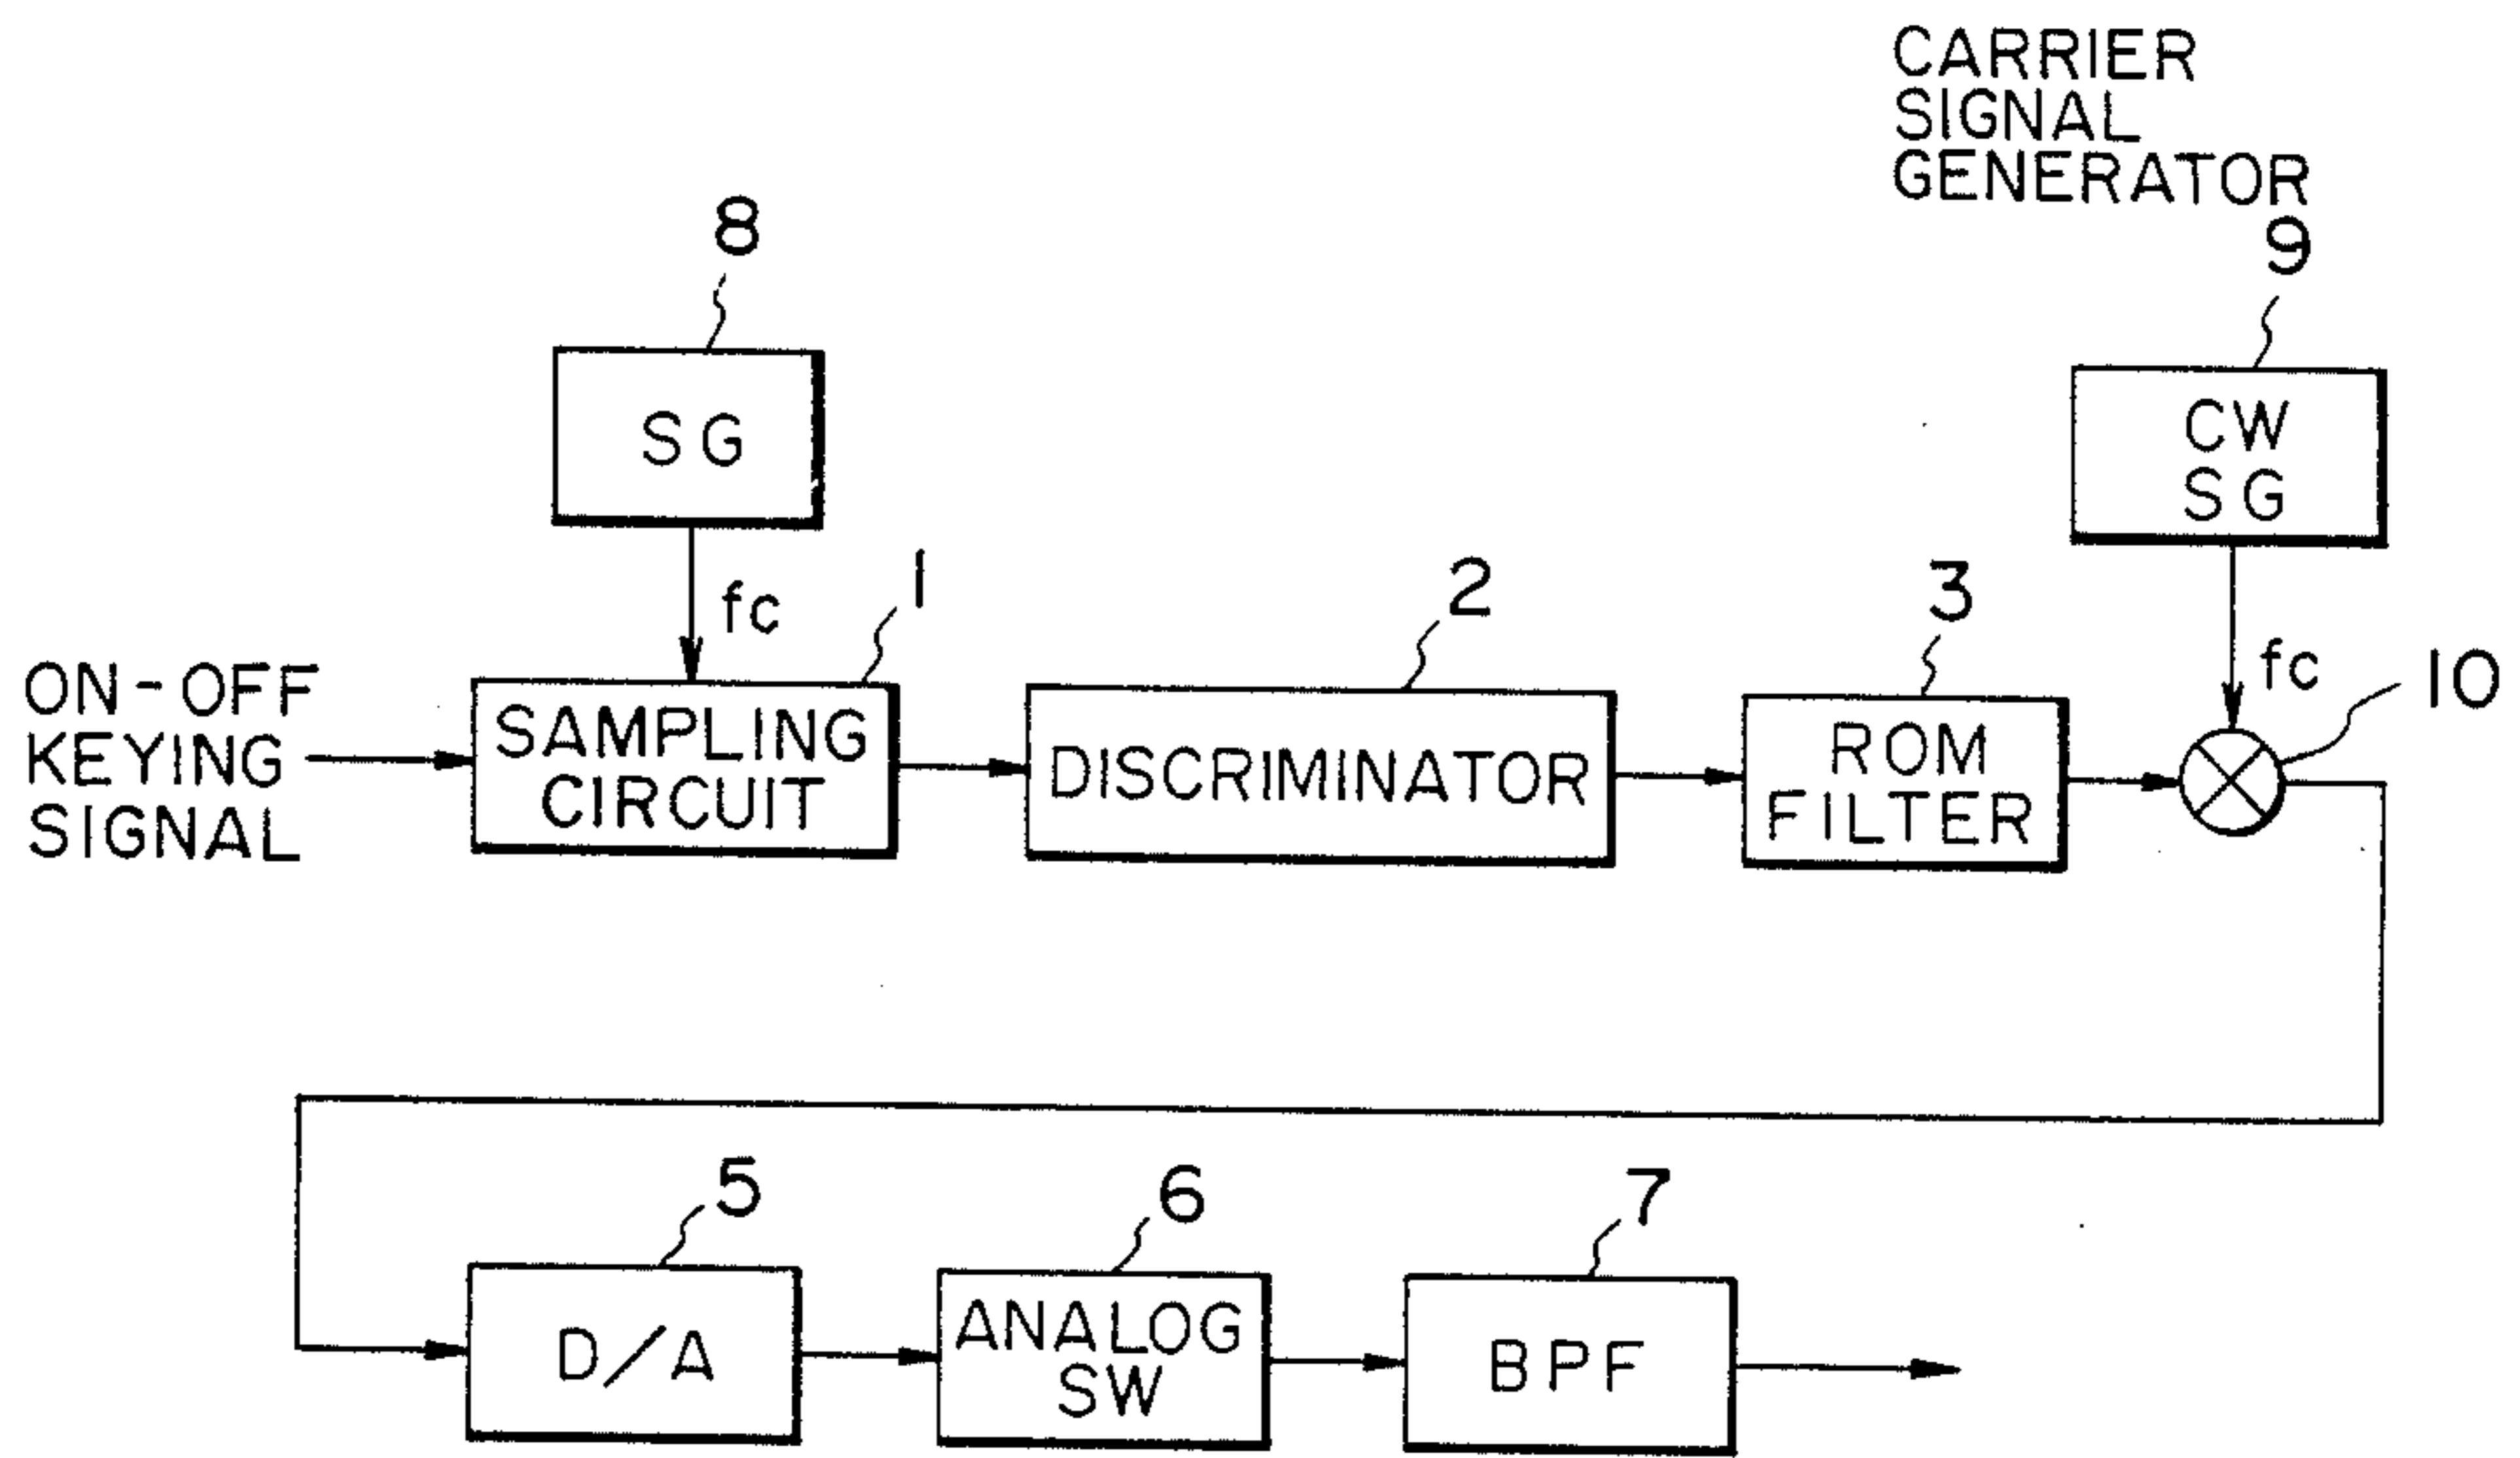 CARRIER
SIGNAL
GENERATOR
8
9
SG
CW
SG
fc
1
2
3
fc
10
ON-OFF
KEYING
SIGNAL
SAMPLING
CIRCUIT
DISCRIMINATOR
ROM
FILTER
5
6
7
D/A
ANALOG
SW
BPF